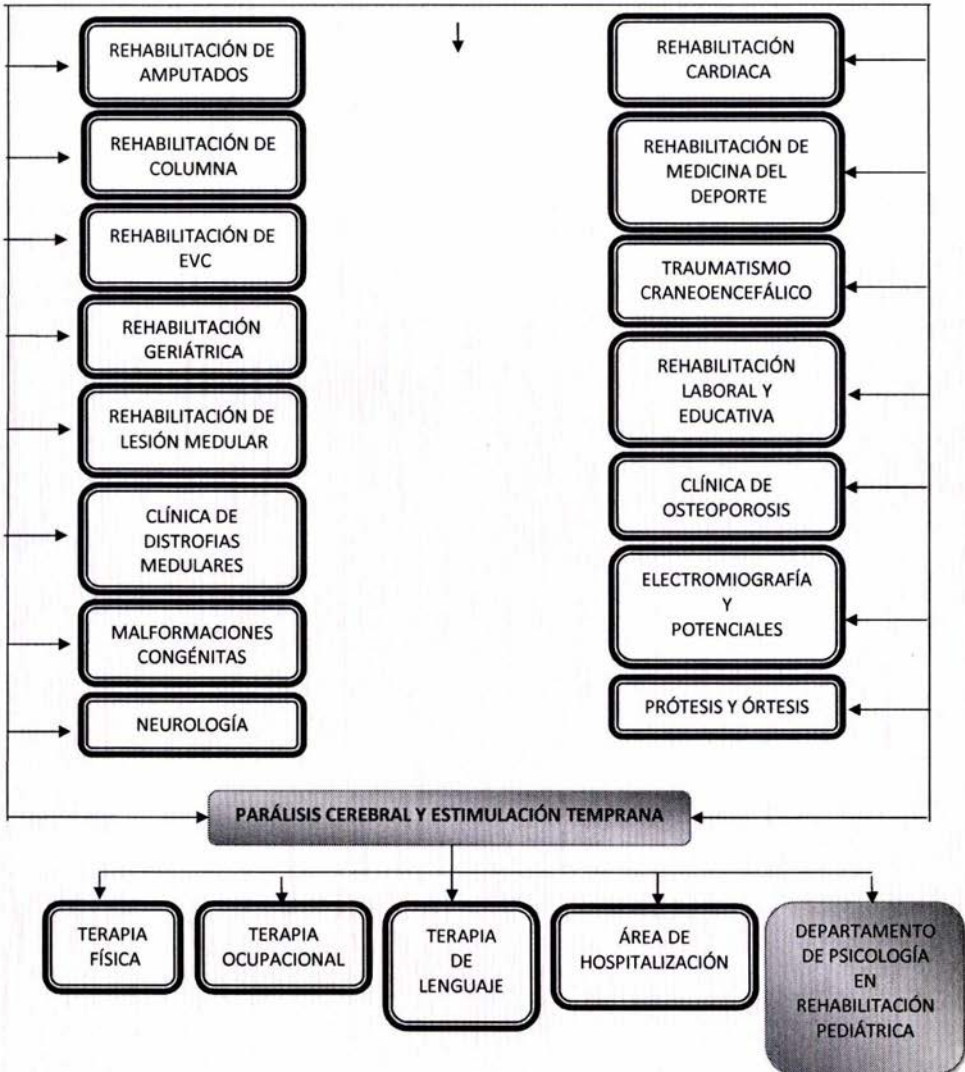 REHABILITACIÓN DE
AMPUTADOS
REHABILITACIÓN DE
COLUMNA
REHABILITACIÓN DE
EVC
REHABILITACIÓN
GERIÁTRICA
REHABILITACIÓN DE
LESIÓN MEDULAR
CLÍNICA DE
DISTROFIAS
MEDULARES
MALFORMACIONES
CONGÉNITAS
NEUROLOGÍA
REHABILITACIÓN
CARDIACA
REHABILITACIÓN DE
MEDICINA DEL
DEPORTE
TRAUMATISMO
CRANEOENCEFÁLICO
REHABILITACIÓN
LABORAL Y
EDUCATIVA
CLÍNICA DE
OSTEOPOROSIS
ELECTROMIOGRAFÍA
Y
POTENCIALES
PRÓTESIS Y ÓRTESIS
PARÁLISIS CEREBRAL Y ESTIMULACIÓN TEMPRANA
TERAPIA
FÍSICA
TERAPIA
OCUPACIONAL
TERAPIA
DE
LENGUAJE
ÁREA DE
HOSPITALIZACIÓN
DEPARTAMENTO
DE PSICOLOGÍA
EN
REHABILITACIÓN
PEDIÁTRICA